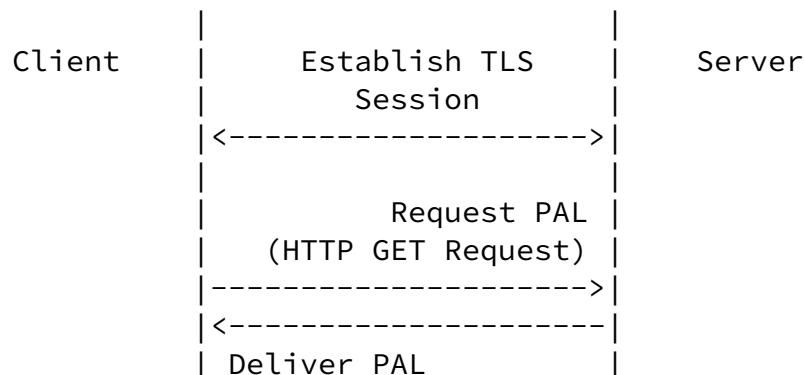 |                     |
Client     |     Establish TLS     |     Server
           |        Session        |
           |<-------------------->|
           |                      |
           |          Request PAL |
           |   (HTTP GET Request) |
           |--------------------->|
           |<---------------------|
           | Deliver PAL          |